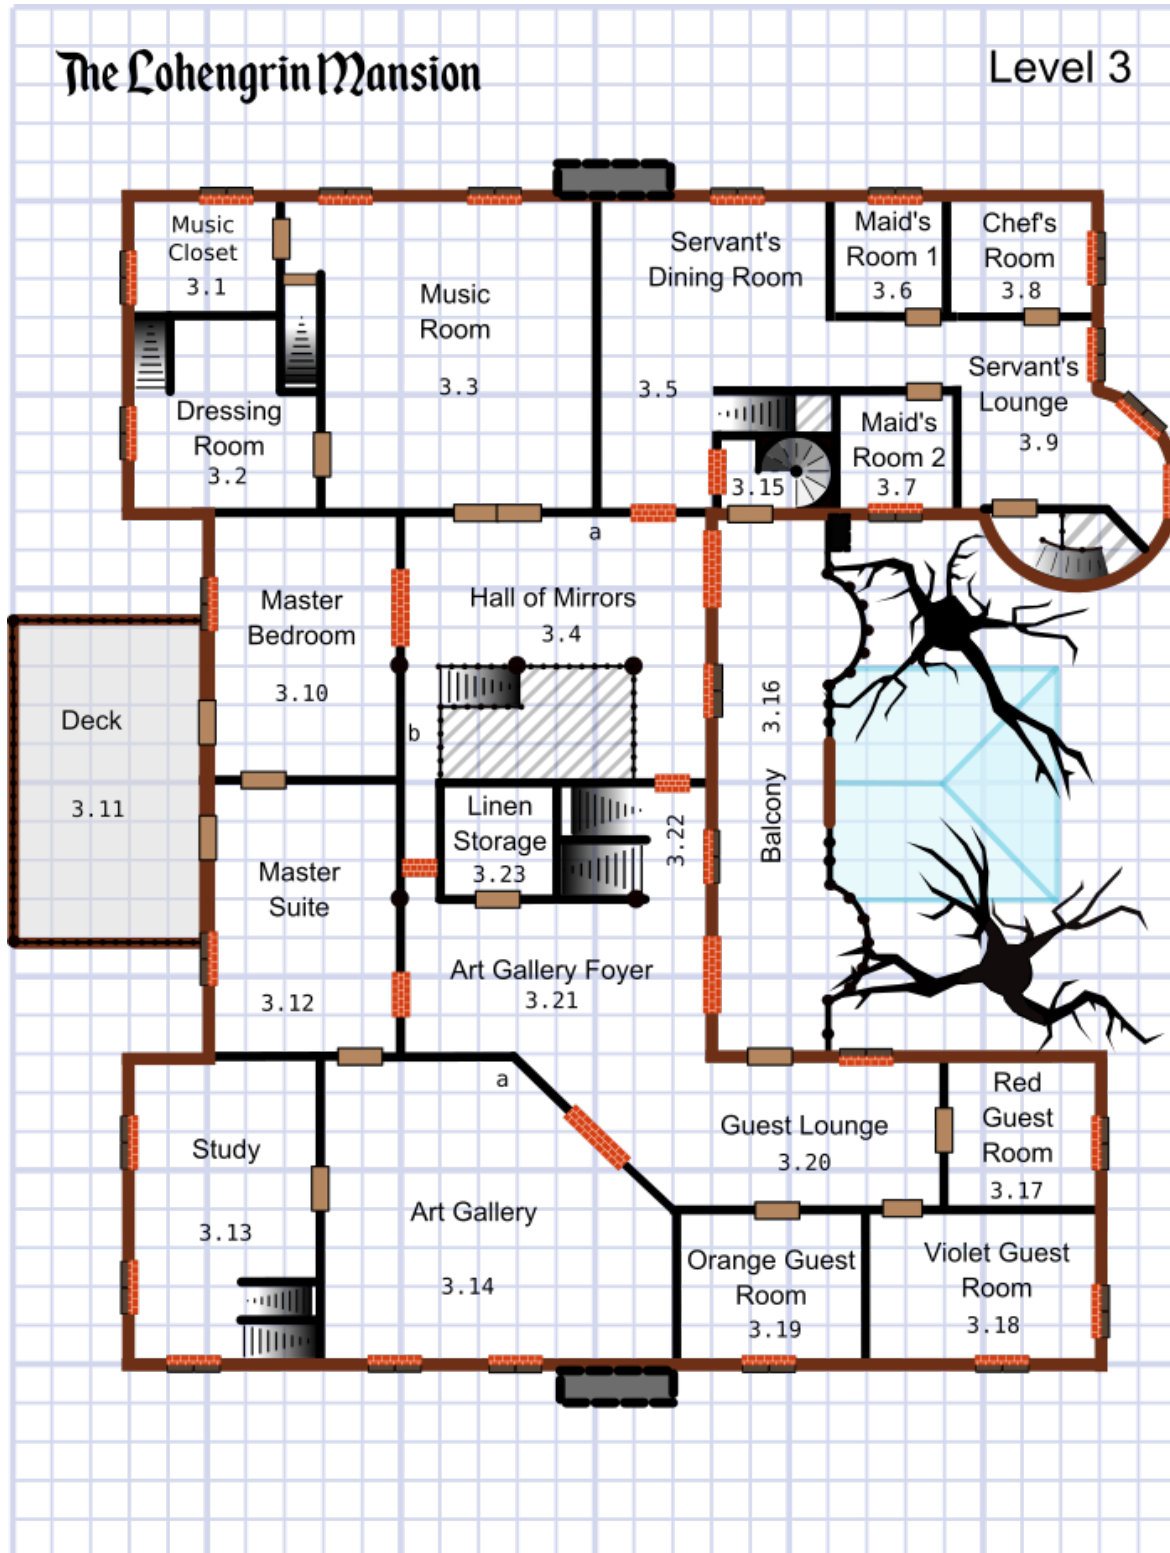 The Lohengrin Mansion
Level 3
Music
Closet
3.1
Music
Room
3.3
Servant's
Dining Room
3.5
Maid's
Room 1
3.6
Chef's
Room
3.8
Servant's
Lounge
3.9
Dressing
Room
3.2
Maid's
Room 2
3.7
3.15
a
Hall of Mirrors
3.4
Master
Bedroom
3.10
b
Deck
3.11
3.16
Balcony
Linen
Storage
3.23
3.22
Master
Suite
3.12
Art Gallery Foyer
3.21
a
Study
3.13
Art Gallery
3.14
Guest Lounge
3.20
Red
Guest
Room
3.17
Orange Guest
Room
3.19
Violet Guest
Room
3.18